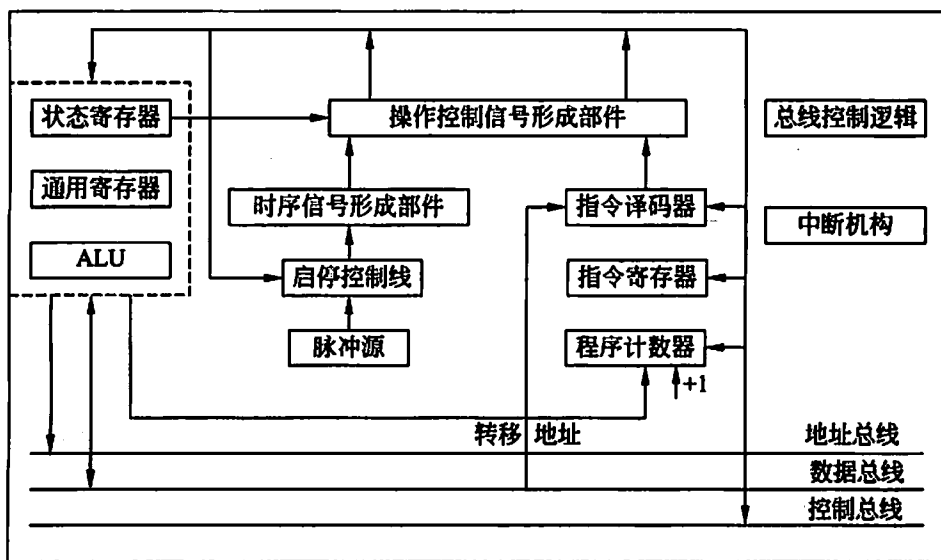 状态寄存器
操作控制信号形成部件
总线控制逻辑
通用寄存器
时序信号形成部件
指令译码器
中断机构
ALU
启停控制线
指令寄存器
脉冲源
程序计数器
+1
转移 地址
地址总线
数据总线
控制总线